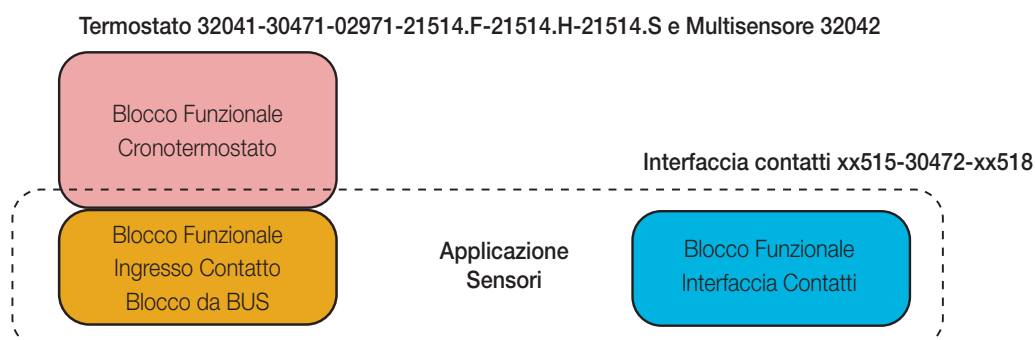 Termostato 32041-30471-02971-21514.F-21514.H-21514.S e Multisensore 32042
Blocco Funzionale
Cronotermostato
Interfaccia contatti xx515-30472-xx518
Blocco Funzionale
Ingresso Contatto
Blocco da BUS
Applicazione
Sensori
Blocco Funzionale
Interfaccia Contatti